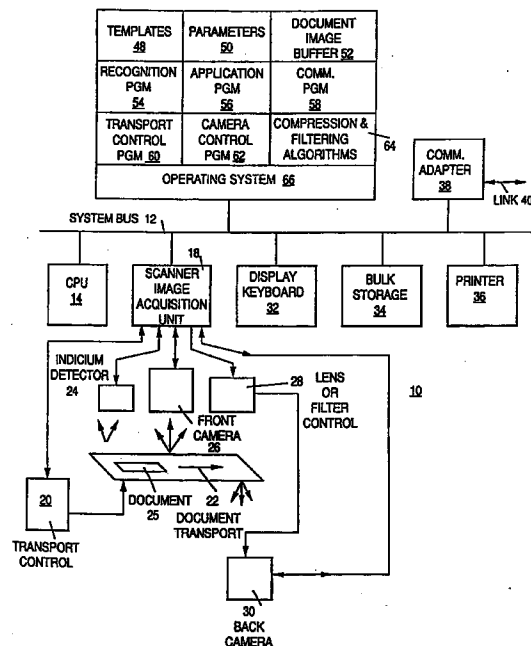 TEMPLATES
48
PARAMETERS
50
DOCUMENT
IMAGE
BUFFER 52
RECOGNITION
PGM
54
APPLICATION
PGM
56
COMM.
PGM
58
TRANSPORT
CONTROL
PGM 60
CAMERA
CONTROL
PGM 62
COMPRESSION &
FILTERING
ALGORITHMS
64
OPERATING SYSTEM 66
COMM.
ADAPTER
38
LINK 40
SYSTEM BUS 12
18
CPU
14
SCANNER
IMAGE
ACQUISITION
UNIT
DISPLAY
KEYBOARD
32
BULK
STORAGE
34
PRINTER
36
INDICIUM
DETECTOR
24
FRONT
CAMERA
26
28
LENS
OR
FILTER
CONTROL
10
20
TRANSPORT
CONTROL
DOCUMENT
25
22
DOCUMENT
TRANSPORT
30
BACK
CAMERA